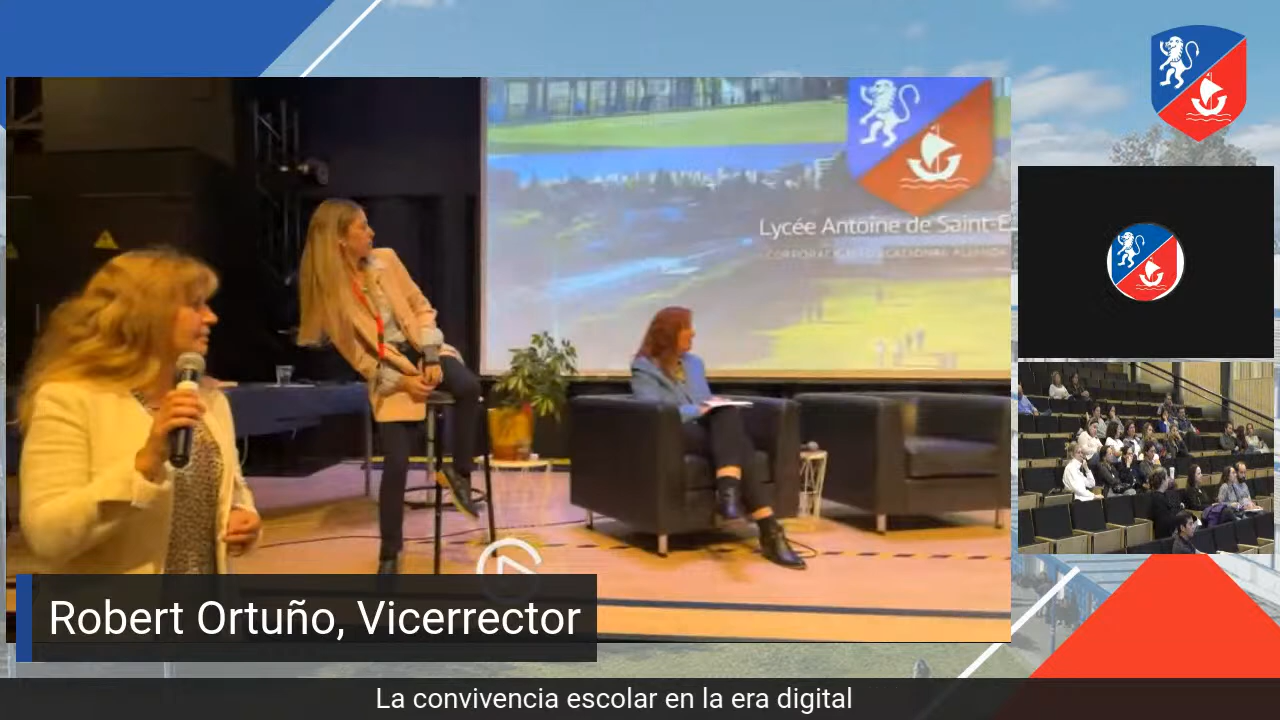 Lycée Antoine de Saint-E
Robert Ortuño, Vicerrector
La convivencia escolar en la era digital